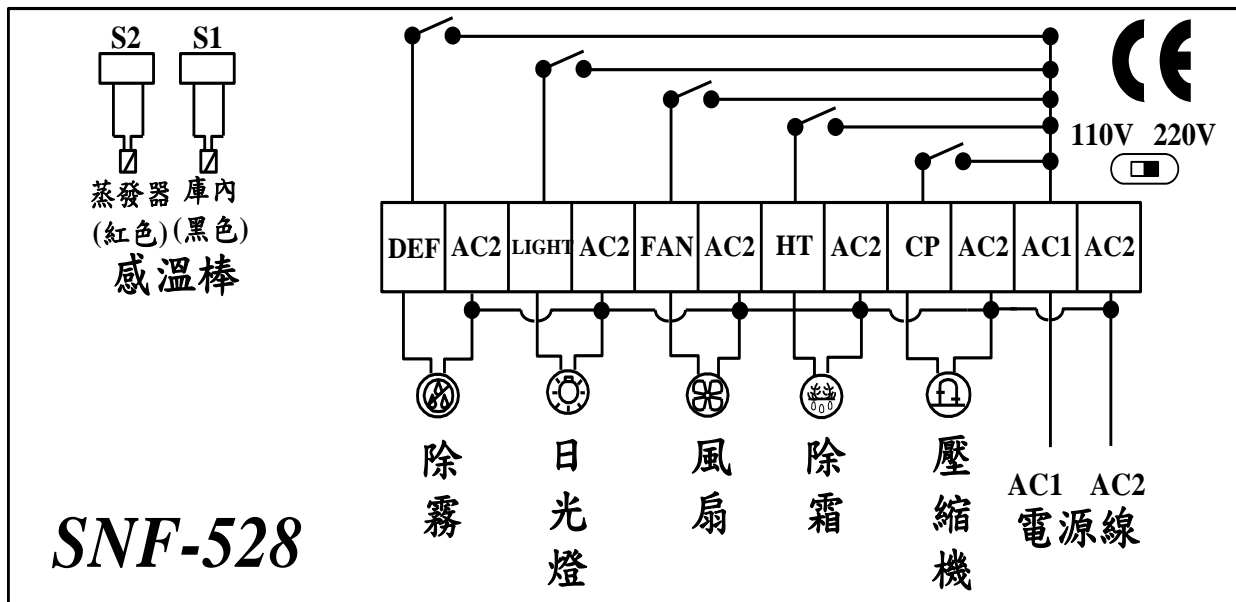 S2 S1
蒸發器 庫內
(紅色) (黑色)
感溫棒
CE
110V 220V
DEF AC2 LIGHT AC2 FAN AC2 HT AC2 CP AC2 AC1 AC2
除霧
日光燈
風扇
除霜
壓縮機
AC1 AC2
電源線
SNF-528